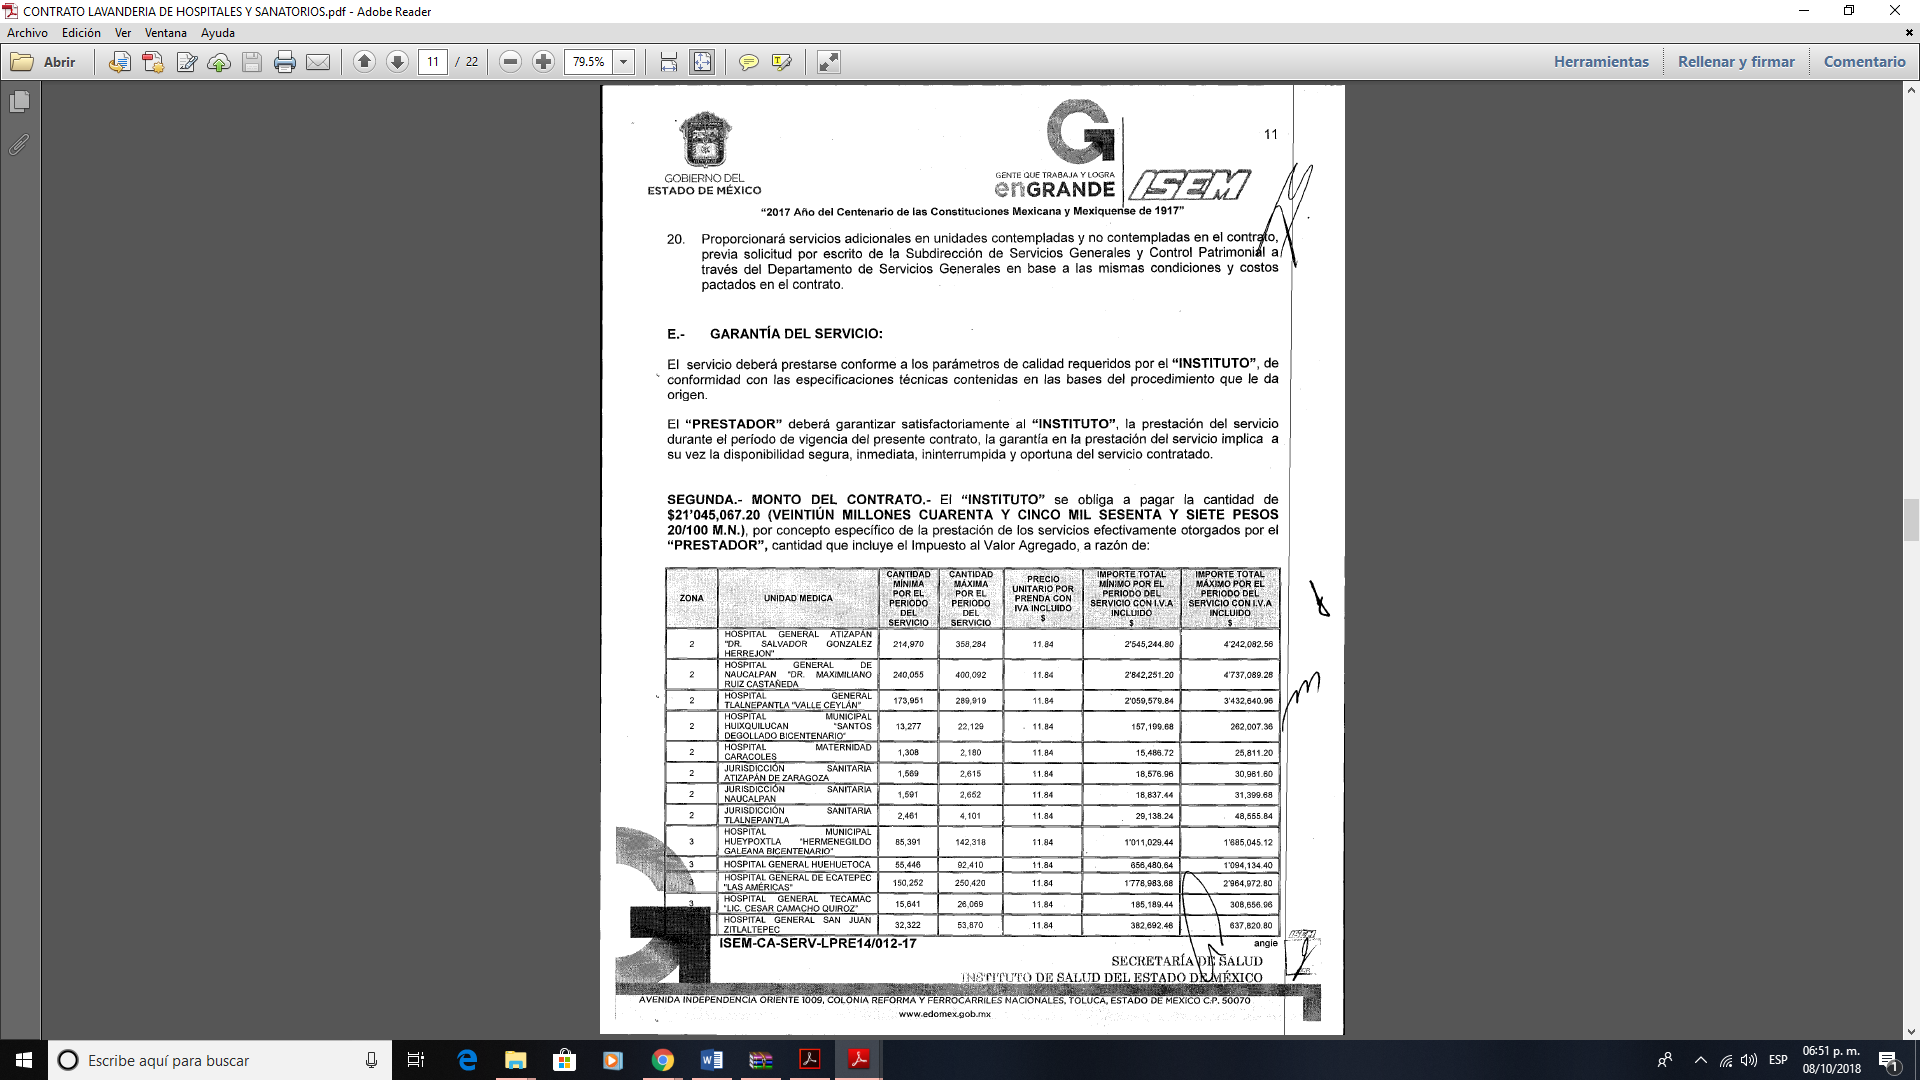 CONTRATO LAVANDERIA DE HOSPITALES Y SANATORIOS.pdf - Adobe Reader
Archivo Edición Ver Ventana Ayuda
Abrir 11 / 22 79.5% Herramientas Rellenar y firmar Comentario
11
GOBIERNO DEL
ESTADO DE MÉXICO
GENTE QUE TRABAJA Y LOGRA
enGRANDE
ISEM
“2017 Año del Centenario de las Constituciones Mexicana y Mexiquense de 1917”
20. Proporcionará servicios adicionales en unidades contempladas y no contempladas en el contrato,
previa solicitud por escrito de la Subdirección de Servicios Generales y Control Patrimonial a
través del Departamento de Servicios Generales en base a las mismas condiciones y costos
pactados en el contrato.
E.- GARANTÍA DEL SERVICIO:
El servicio deberá prestarse conforme a los parámetros de calidad requeridos por el “INSTITUTO”, de
conformidad con las especificaciones técnicas contenidas en las bases del procedimiento que le da
origen.
El “PRESTADOR” deberá garantizar satisfactoriamente al “INSTITUTO”, la prestación del servicio
durante el período de vigencia del presente contrato, la garantía en la prestación del servicio implica a
su vez la disponibilidad segura, inmediata, ininterrumpida y oportuna del servicio contratado.
SEGUNDA.- MONTO DEL CONTRATO.- El “INSTITUTO” se obliga a pagar la cantidad de
$21’045,067.20 (VEINTIÚN MILLONES CUARENTA Y CINCO MIL SESENTA Y SIETE PESOS
20/100 M.N.), por concepto específico de la prestación de los servicios efectivamente otorgados por el
“PRESTADOR”, cantidad que incluye el Impuesto al Valor Agregado, a razón de:
ZONA
UNIDAD MEDICA
CANTIDAD
MÍNIMA
POR EL
PERIODO
DEL
SERVICIO
CANTIDAD
MÁXIMA
POR EL
PERIODO
DEL
SERVICIO
PRECIO
UNITARIO POR
PRENDA CON
IVA INCLUIDO
$
IMPORTE TOTAL
MÍNIMO POR EL
PERIODO DEL
SERVICIO CON I.V.A
INCLUIDO
$
IMPORTE TOTAL
MÁXIMO POR EL
PERIODO DEL
SERVICIO CON I.V.A
INCLUIDO
$
HOSPITAL GENERAL ATIZAPÁN
2 "DR. SALVADOR GONZALEZ 214,970 358,284 11.84 2'545,244.80 4'242,082.56
HERREJON"
HOSPITAL GENERAL DE
2 NAUCALPAN "DR. MAXIMILIANO 240,055 400,092 11.84 2'842,251.20 4'737,089.28
RUIZ CASTAÑEDA
HOSPITAL GENERAL
2 TLALNEPANTLA "VALLE CEYLÁN" 173,951 289,919 11.84 2'059,579.84 3'432,640.96
HOSPITAL MUNICIPAL
2 HUIXQUILUCAN "SANTOS 13,277 22,129 11.84 157,199.68 262,007.36
DEGOLLADO BICENTENARIO"
HOSPITAL MATERNIDAD
2 CARACOLES 1,308 2,180 11.84 15,486.72 25,811.20
JURISDICCIÓN SANITARIA
2 ATIZAPÁN DE ZARAGOZA 1,569 2,615 11.84 18,576.96 30,961.60
JURISDICCIÓN SANITARIA
2 NAUCALPAN 1,591 2,652 11.84 18,837.44 31,399.68
JURISDICCIÓN SANITARIA
2 TLALNEPANTLA 2,461 4,101 11.84 29,138.24 48,555.84
HOSPITAL MUNICIPAL
3 HUEYPOXTLA "HERMENEGILDO 85,391 142,318 11.84 1'011,029.44 1'685,045.12
GALEANA BICENTENARIO"
3 HOSPITAL GENERAL HUEHUETOCA 55,446 92,410 11.84 656,480.64 1'094,134.40
HOSPITAL GENERAL DE ECATEPEC
3 "LAS AMÉRICAS" 150,252 250,420 11.84 1'778,983.68 2'964,972.80
HOSPITAL GENERAL TECAMAC
3 "LIC. CESAR CAMACHO QUIROZ" 15,641 26,069 11.84 185,189.44 308,656.96
HOSPITAL GENERAL SAN JUAN
ZITLALTEPEC 32,322 53,870 11.84 382,692.46 637,820.80
ISEM-CA-SERV-LPRE14/012-17 angie
ISEM
SECRETARÍA DE SALUD
INSTITUTO DE SALUD DEL ESTADO DE MÉXICO
AVENIDA INDEPENDENCIA ORIENTE 1009, COLONIA REFORMA Y FERROCARRILES NACIONALES, TOLUCA, ESTADO DE MEXICO C.P. 50070
www.edomex.gob.mx
Escribe aquí para buscar
ESP
06:51 p. m.
08/10/2018
1